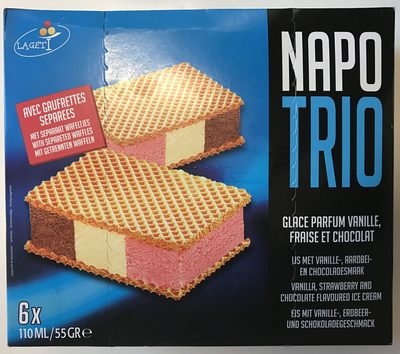 LAGETI
NAPO
TRIO
AVEC GAUFRETTES
SEPAREES
MET SEPARAAT WAFELTJES
WITH SEPARETED WAFFLES
MIT GETRENNTEN WAFFELN
GLACE PARFUM VANILLE,
FRAISE ET CHOCOLAT
IJS MET VANILLE-, AARDBEI-
EN CHOCOLADESMAAK
VANILLA, STRAWBERRY AND
CHOCOLATE FLAVOURED ICE CREAM
EIS MIT VANILLE-, ERDBEER-
UND SCHOKOLADEGESCHMACK
6x
110 ML / 55 GR ℮